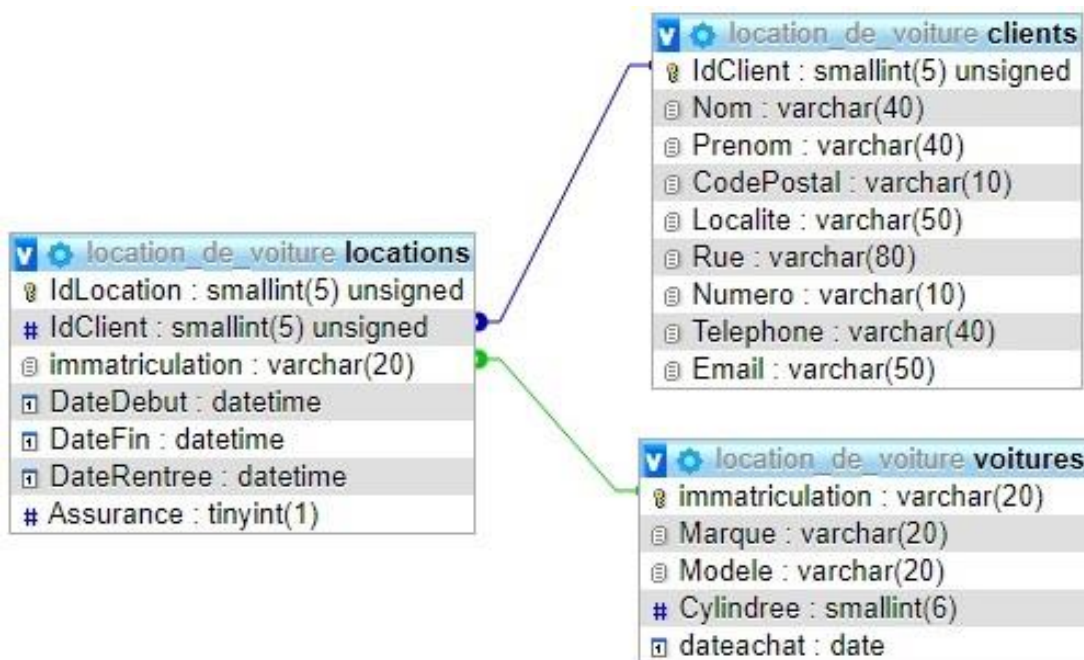 location_de_voiture clients
IdClient : smallint(5) unsigned
Nom : varchar(40)
Prenom : varchar(40)
CodePostal : varchar(10)
Localite : varchar(50)
Rue : varchar(80)
Numero : varchar(10)
Telephone : varchar(40)
Email : varchar(50)
location_de_voiture locations
IdLocation : smallint(5) unsigned
# IdClient : smallint(5) unsigned
immatriculation : varchar(20)
DateDebut : datetime
DateFin : datetime
DateRentree : datetime
# Assurance : tinyint(1)
location_de_voiture voitures
immatriculation : varchar(20)
Marque : varchar(20)
Modele : varchar(20)
# Cylindree : smallint(6)
dateachat : date